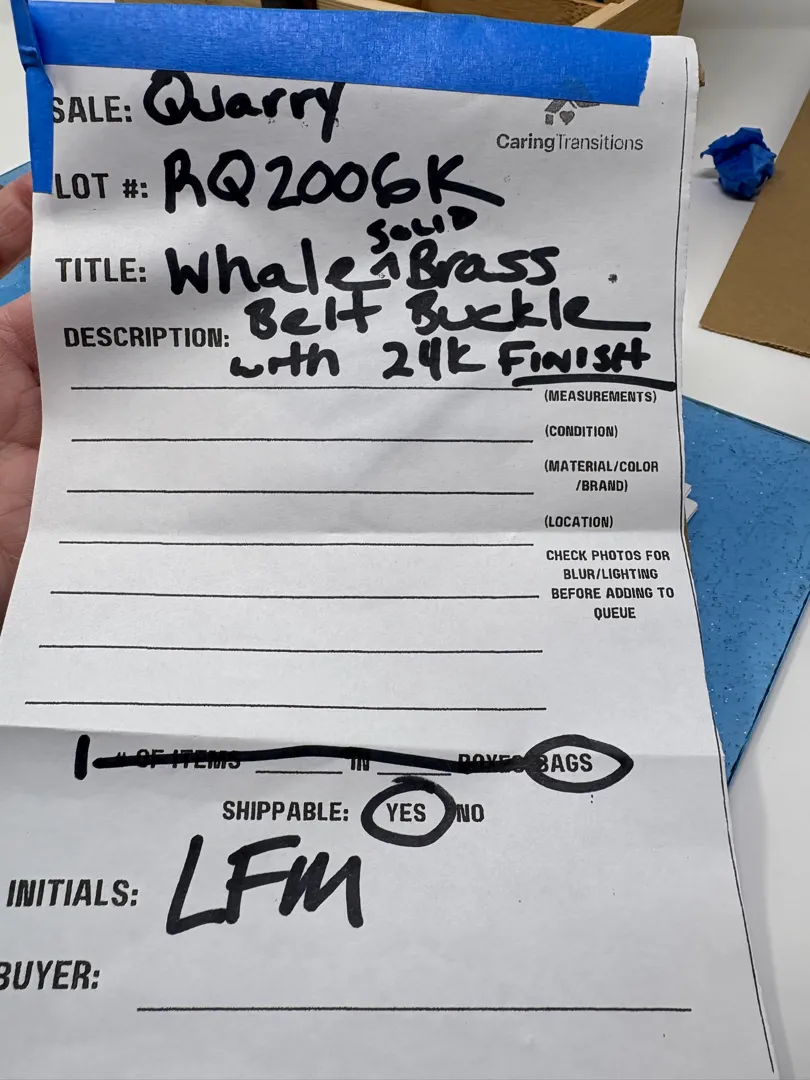 SALE: Quarry
CaringTransitions
LOT #: RQ2006K
SOLID
TITLE: Whale ^ Brass
DESCRIPTION: Belt Buckle
with 24K FINISH
(MEASUREMENTS)
(CONDITION)
(MATERIAL/COLOR
/BRAND)
(LOCATION)
CHECK PHOTOS FOR
BLUR/LIGHTING
BEFORE ADDING TO
QUEUE
1 # OF ITEMS IN BOXES BAGS
SHIPPABLE: YES NO
INITIALS: LFM
BUYER: